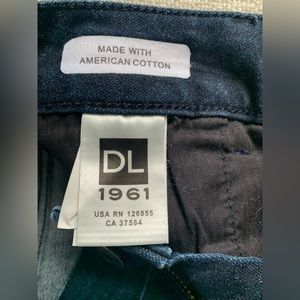 MADE WITH
AMERICAN COTTON
DL
1961
USA RN 126855
CA 37584